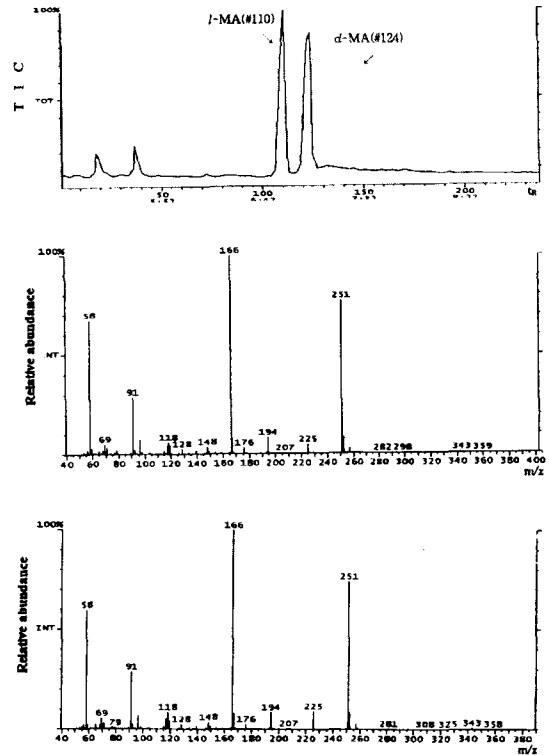 100%
l-MA(#110)
d-MA(#124)
T I C
TOT
50 100 150 200
tR
100%
166
251
58
INT
Relative abundance
91
69 118 128 148 176 194 207 225 282 298 343 359
40 60 80 100 120 140 160 180 200 220 240 260 280 300 320 340 360 380 400
m/z
100%
166
251
58
INT
Relative abundance
91
69 79 118 128 148 176 194 207 225 281 308 325 343 358
40 60 80 100 120 140 160 180 200 220 240 260 280 300 320 340 360 380
m/z